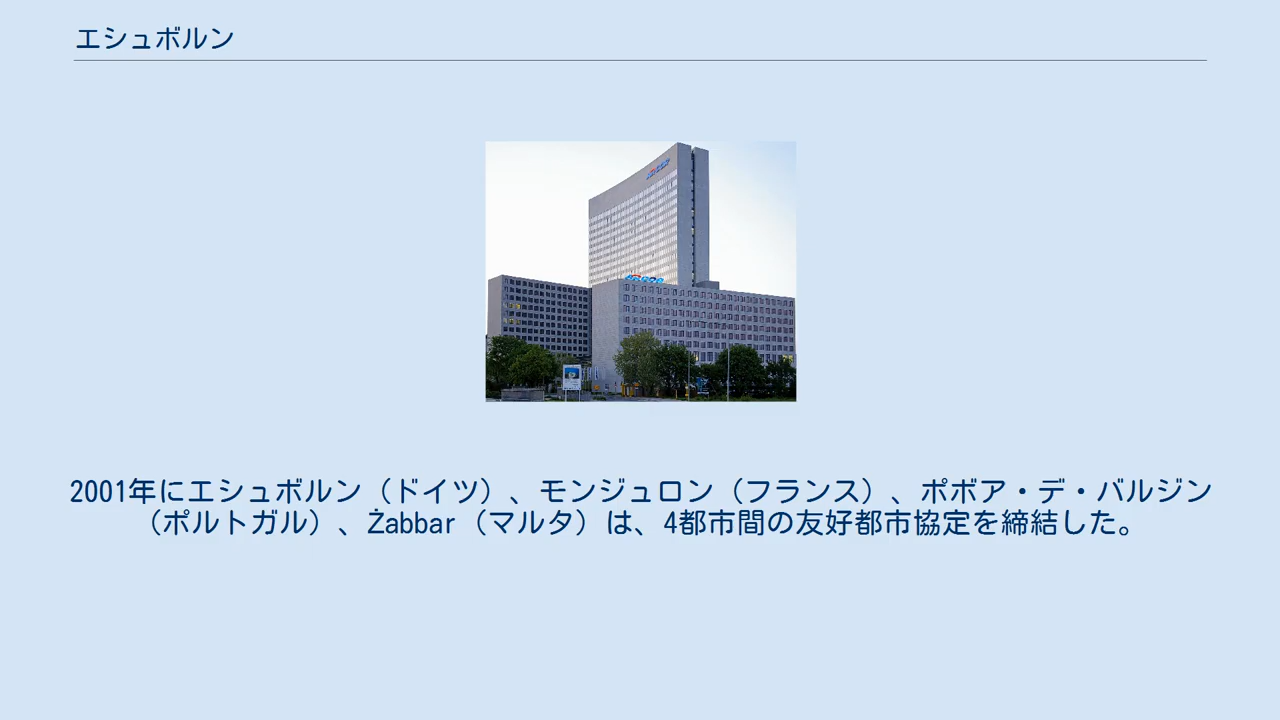 エシュボルン
2001年にエシュボルン（ドイツ）、モンジュロン（フランス）、ポボア・デ・バルジン
（ポルトガル）、Żabbar（マルタ）は、4都市間の友好都市協定を締結した。